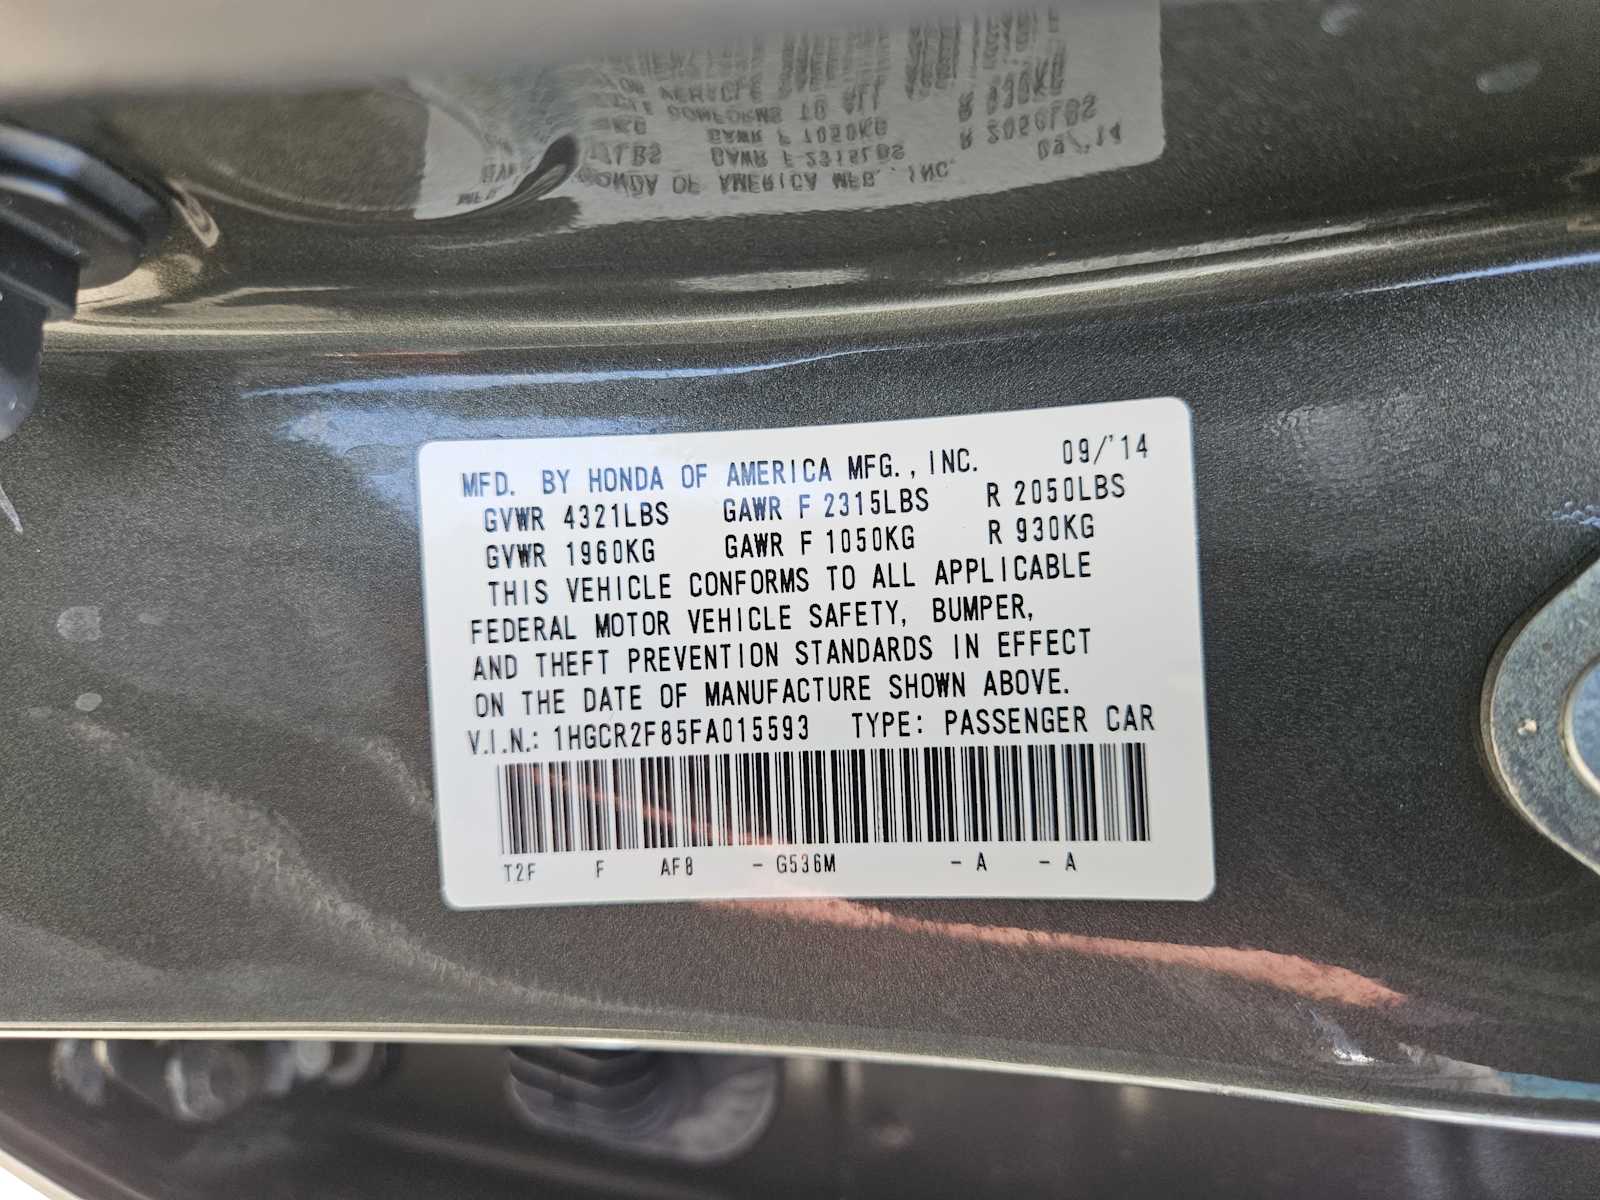 MFD. BY HONDA OF AMERICA MFG., INC. 09/'14
GVWR 4321LBS GAWR F 2315LBS R 2050LBS
GVWR 1960KG GAWR F 1050KG R 930KG
THIS VEHICLE CONFORMS TO ALL APPLICABLE
FEDERAL MOTOR VEHICLE SAFETY, BUMPER,
AND THEFT PREVENTION STANDARDS IN EFFECT
ON THE DATE OF MANUFACTURE SHOWN ABOVE.
V.I.N.: 1HGCR2F85FA015593 TYPE: PASSENGER CAR
T2F F AF8 - G536M - A - A